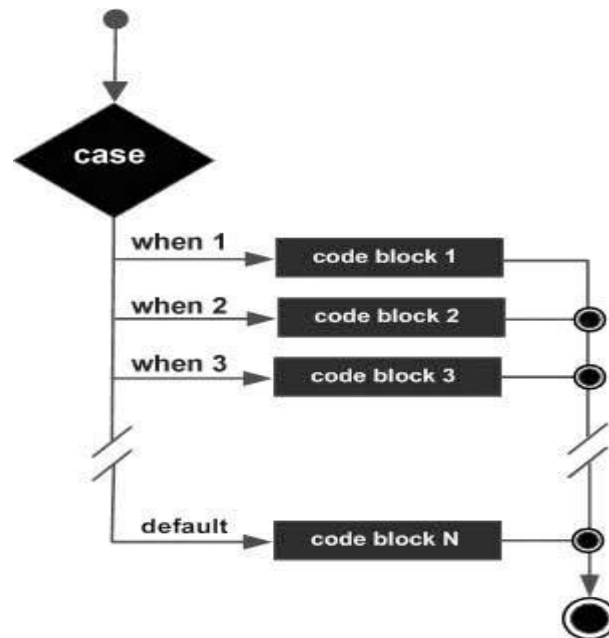 case
when 1
code block 1
when 2
code block 2
when 3
code block 3
default
code block N